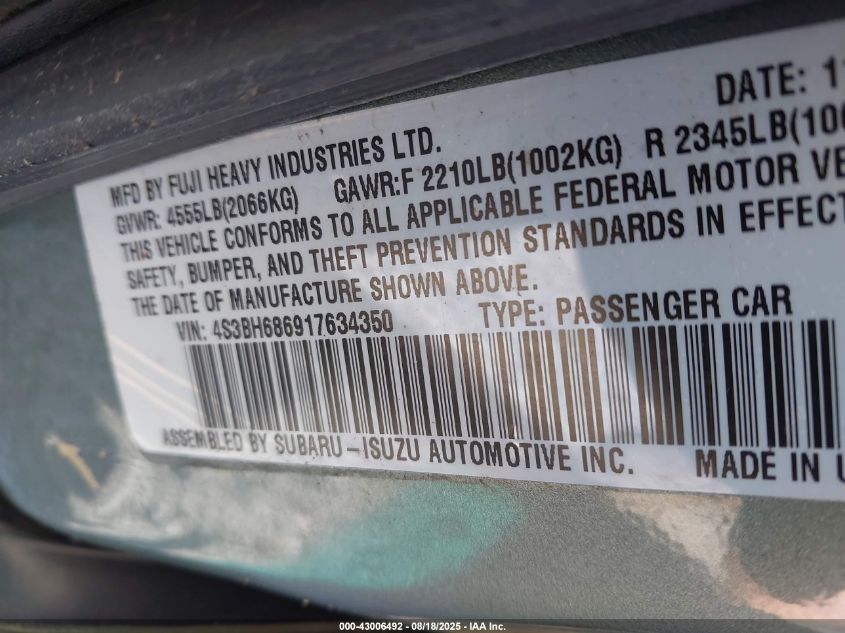 DATE: 11
MFD BY FUJI HEAVY INDUSTRIES LTD.
GVWR: 4555LB(2066KG) GAWR:F 2210LB(1002KG) R 2345LB(106
THIS VEHICLE CONFORMS TO ALL APPLICABLE FEDERAL MOTOR VE
SAFETY, BUMPER, AND THEFT PREVENTION STANDARDS IN EFFECT
THE DATE OF MANUFACTURE SHOWN ABOVE.
VIN: 4S3BH686917634350 TYPE: PASSENGER CAR
ASSEMBLED BY SUBARU-ISUZU AUTOMOTIVE INC. MADE IN U
000-43006492 - 08/18/2025 - IAA Inc.